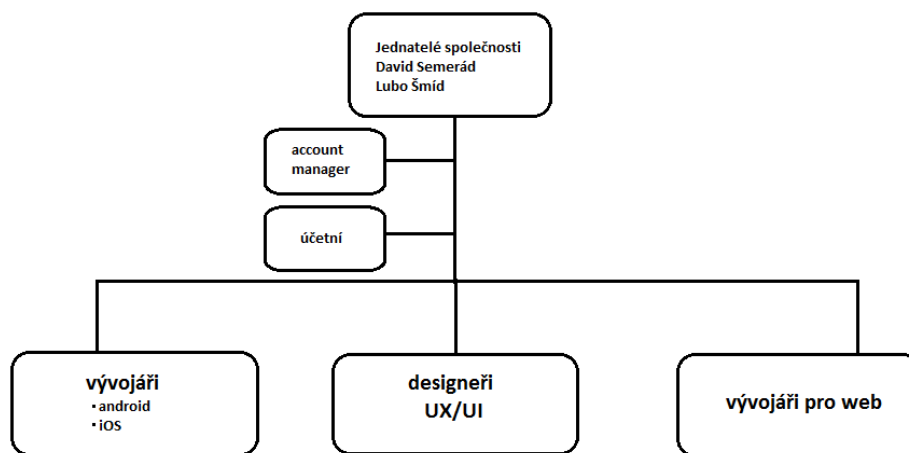 Jednatelé společnosti
David Semerád
Lubo Šmíd
account
manager
účetní
vývojáři
▪ android
▪ iOS
designeři
UX/UI
vývojáři pro web